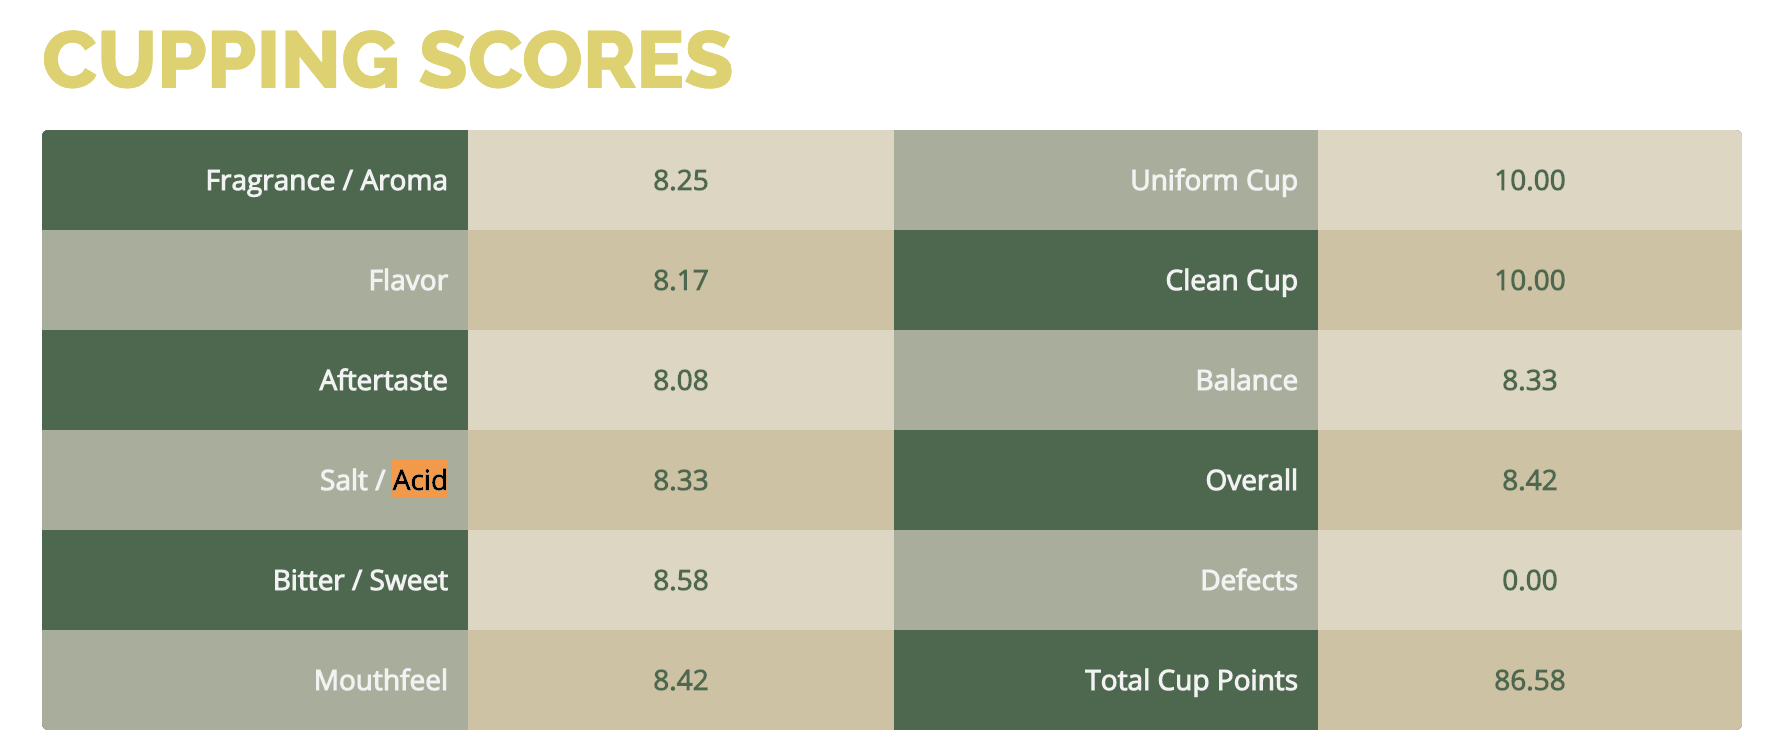 CUPPING SCORES
Fragrance / Aroma 8.25 Uniform Cup 10.00
Flavor 8.17 Clean Cup 10.00
Aftertaste 8.08 Balance 8.33
Salt / Acid 8.33 Overall 8.42
Bitter / Sweet 8.58 Defects 0.00
Mouthfeel 8.42 Total Cup Points 86.58